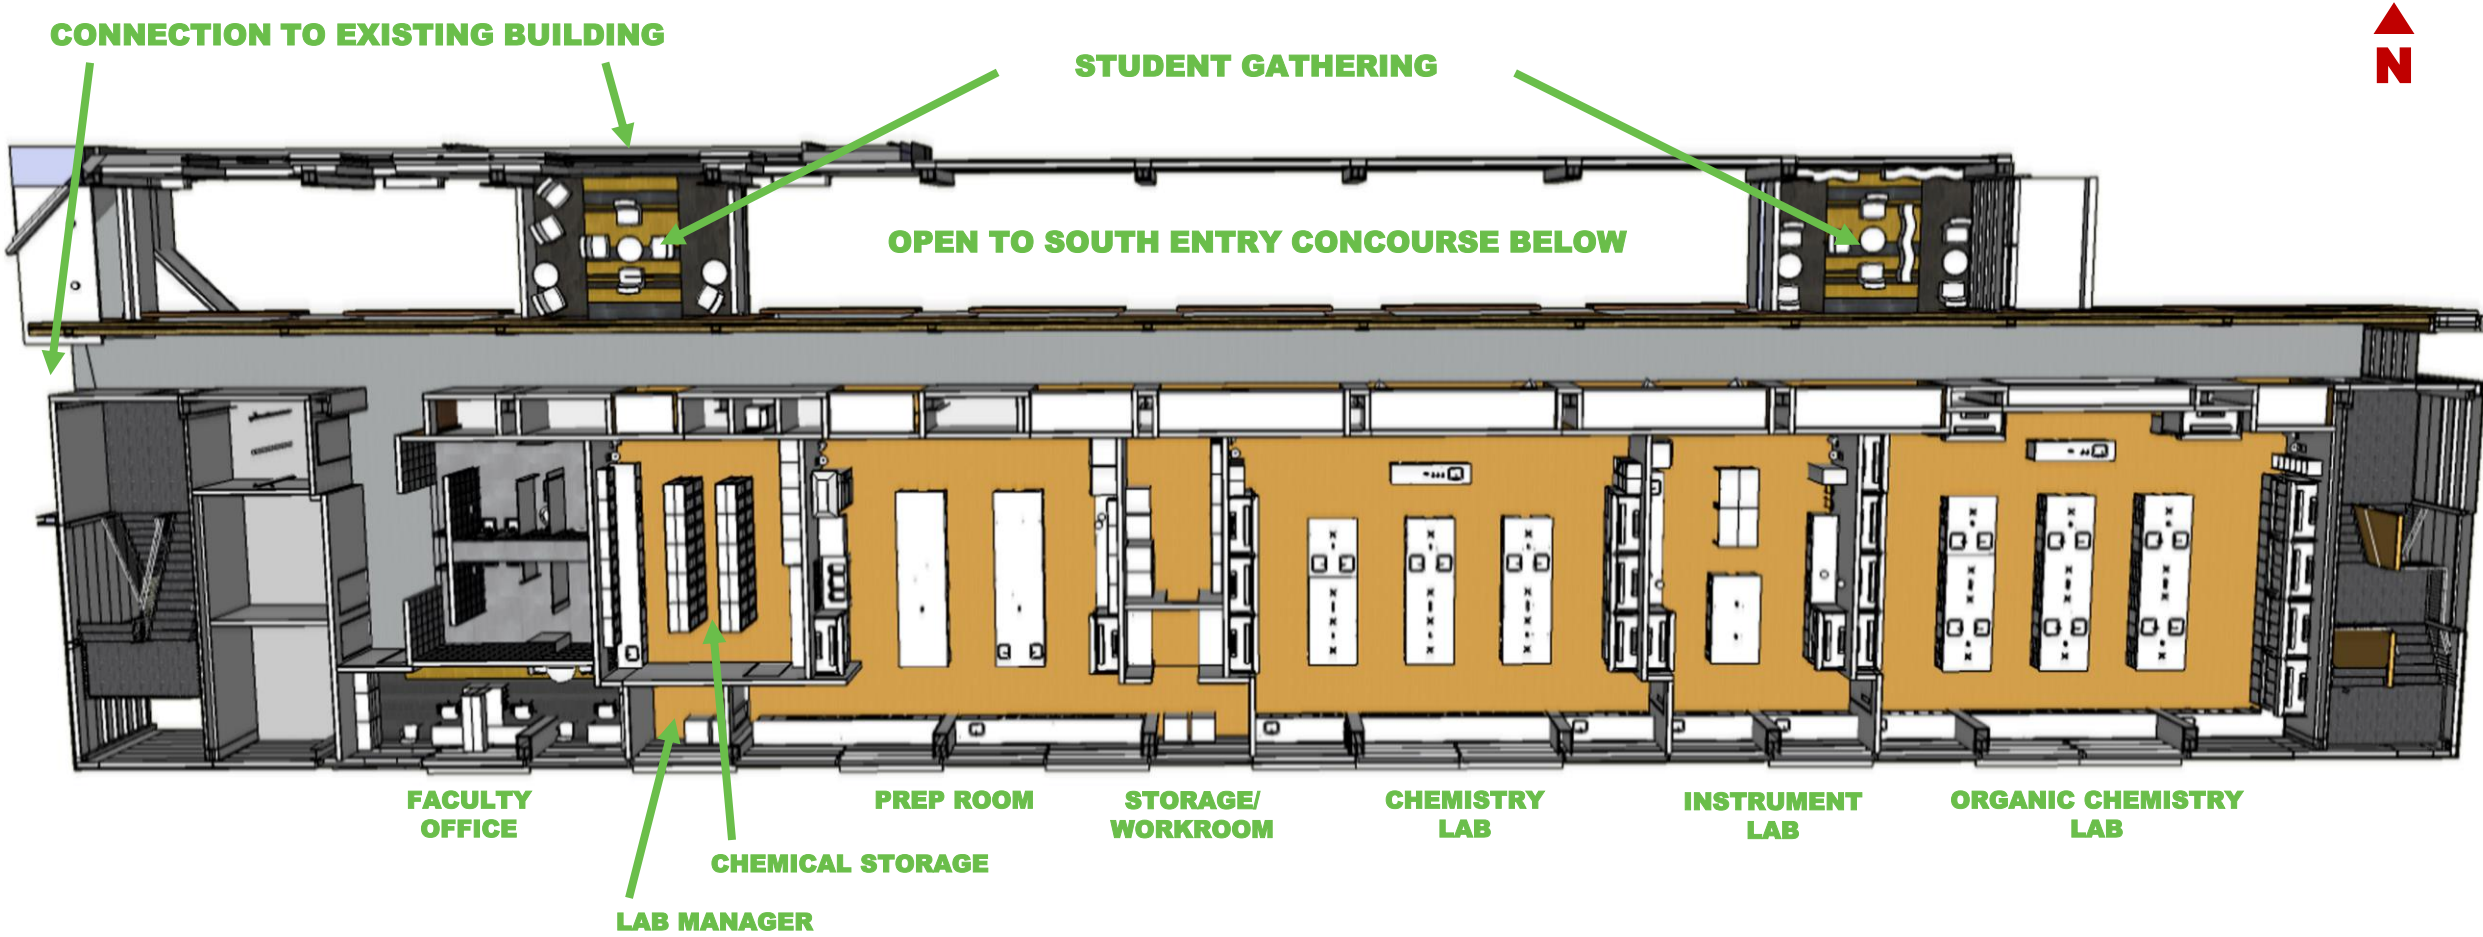 CONNECTION TO EXISTING BUILDING
STUDENT GATHERING
N
OPEN TO SOUTH ENTRY CONCOURSE BELOW
FACULTY
OFFICE
PREP ROOM
STORAGE/
WORKROOM
CHEMISTRY
LAB
INSTRUMENT
LAB
ORGANIC CHEMISTRY
LAB
CHEMICAL STORAGE
LAB MANAGER